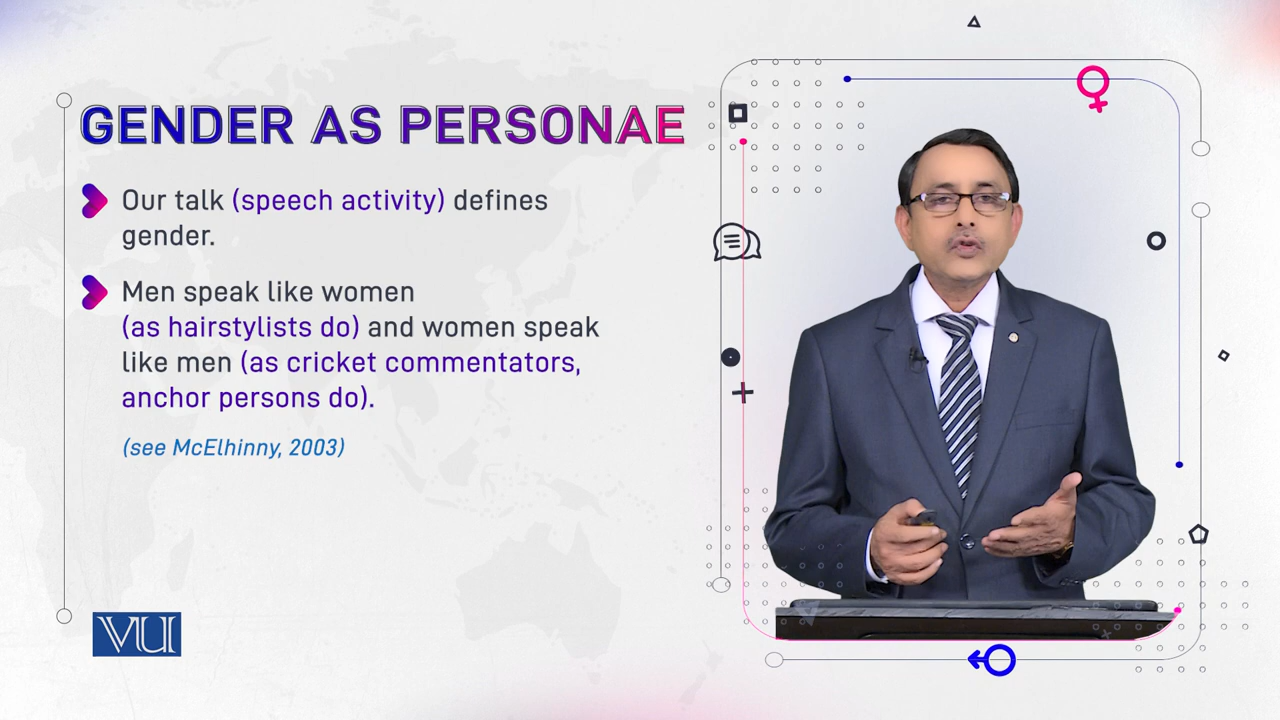 GENDER AS PERSONAE
Our talk (speech activity) defines
gender.
Men speak like women
(as hairstylists do) and women speak
like men (as cricket commentators,
anchor persons do).
(see McElhinny, 2003)
VU